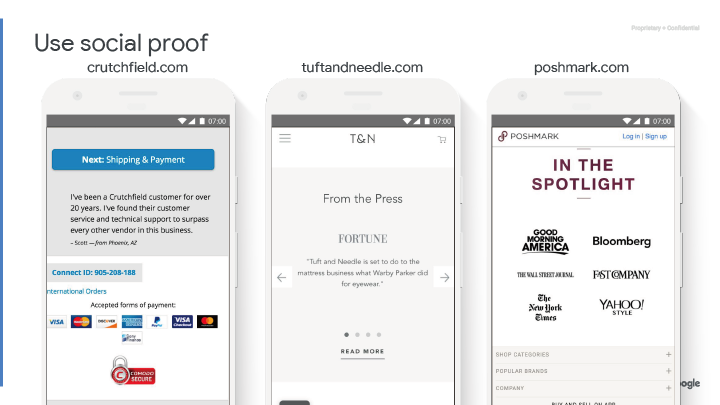 Proprietary + Confidential
Use social proof
crutchfield.com
07:00
Next: Shipping & Payment
I've been a Crutchfield customer for over
20 years. I've found their customer
service and technical support to surpass
every other vendor in this business.
– Scott — from Phoenix, AZ
Connect ID: 905-208-188
nternational Orders
Accepted forms of payment:
VISA
DISCOVER
PayPal
VISA
Checkout
COMODO
SECURE
tuftandneedle.com
07:00
T&N
From the Press
FORTUNE
"Tuft and Needle is set to do to the
mattress business what Warby Parker did
for eyewear."
READ MORE
poshmark.com
07:00
POSHMARK
Log in | Sign up
IN THE
SPOTLIGHT
GOOD
MORNING
AMERICA
Bloomberg
THE WALL STREET JOURNAL
FAST COMPANY
The
New York
Times
YAHOO!
STYLE
SHOP CATEGORIES
POPULAR BRANDS
COMPANY
BUY AND SELL ON APP
ogle